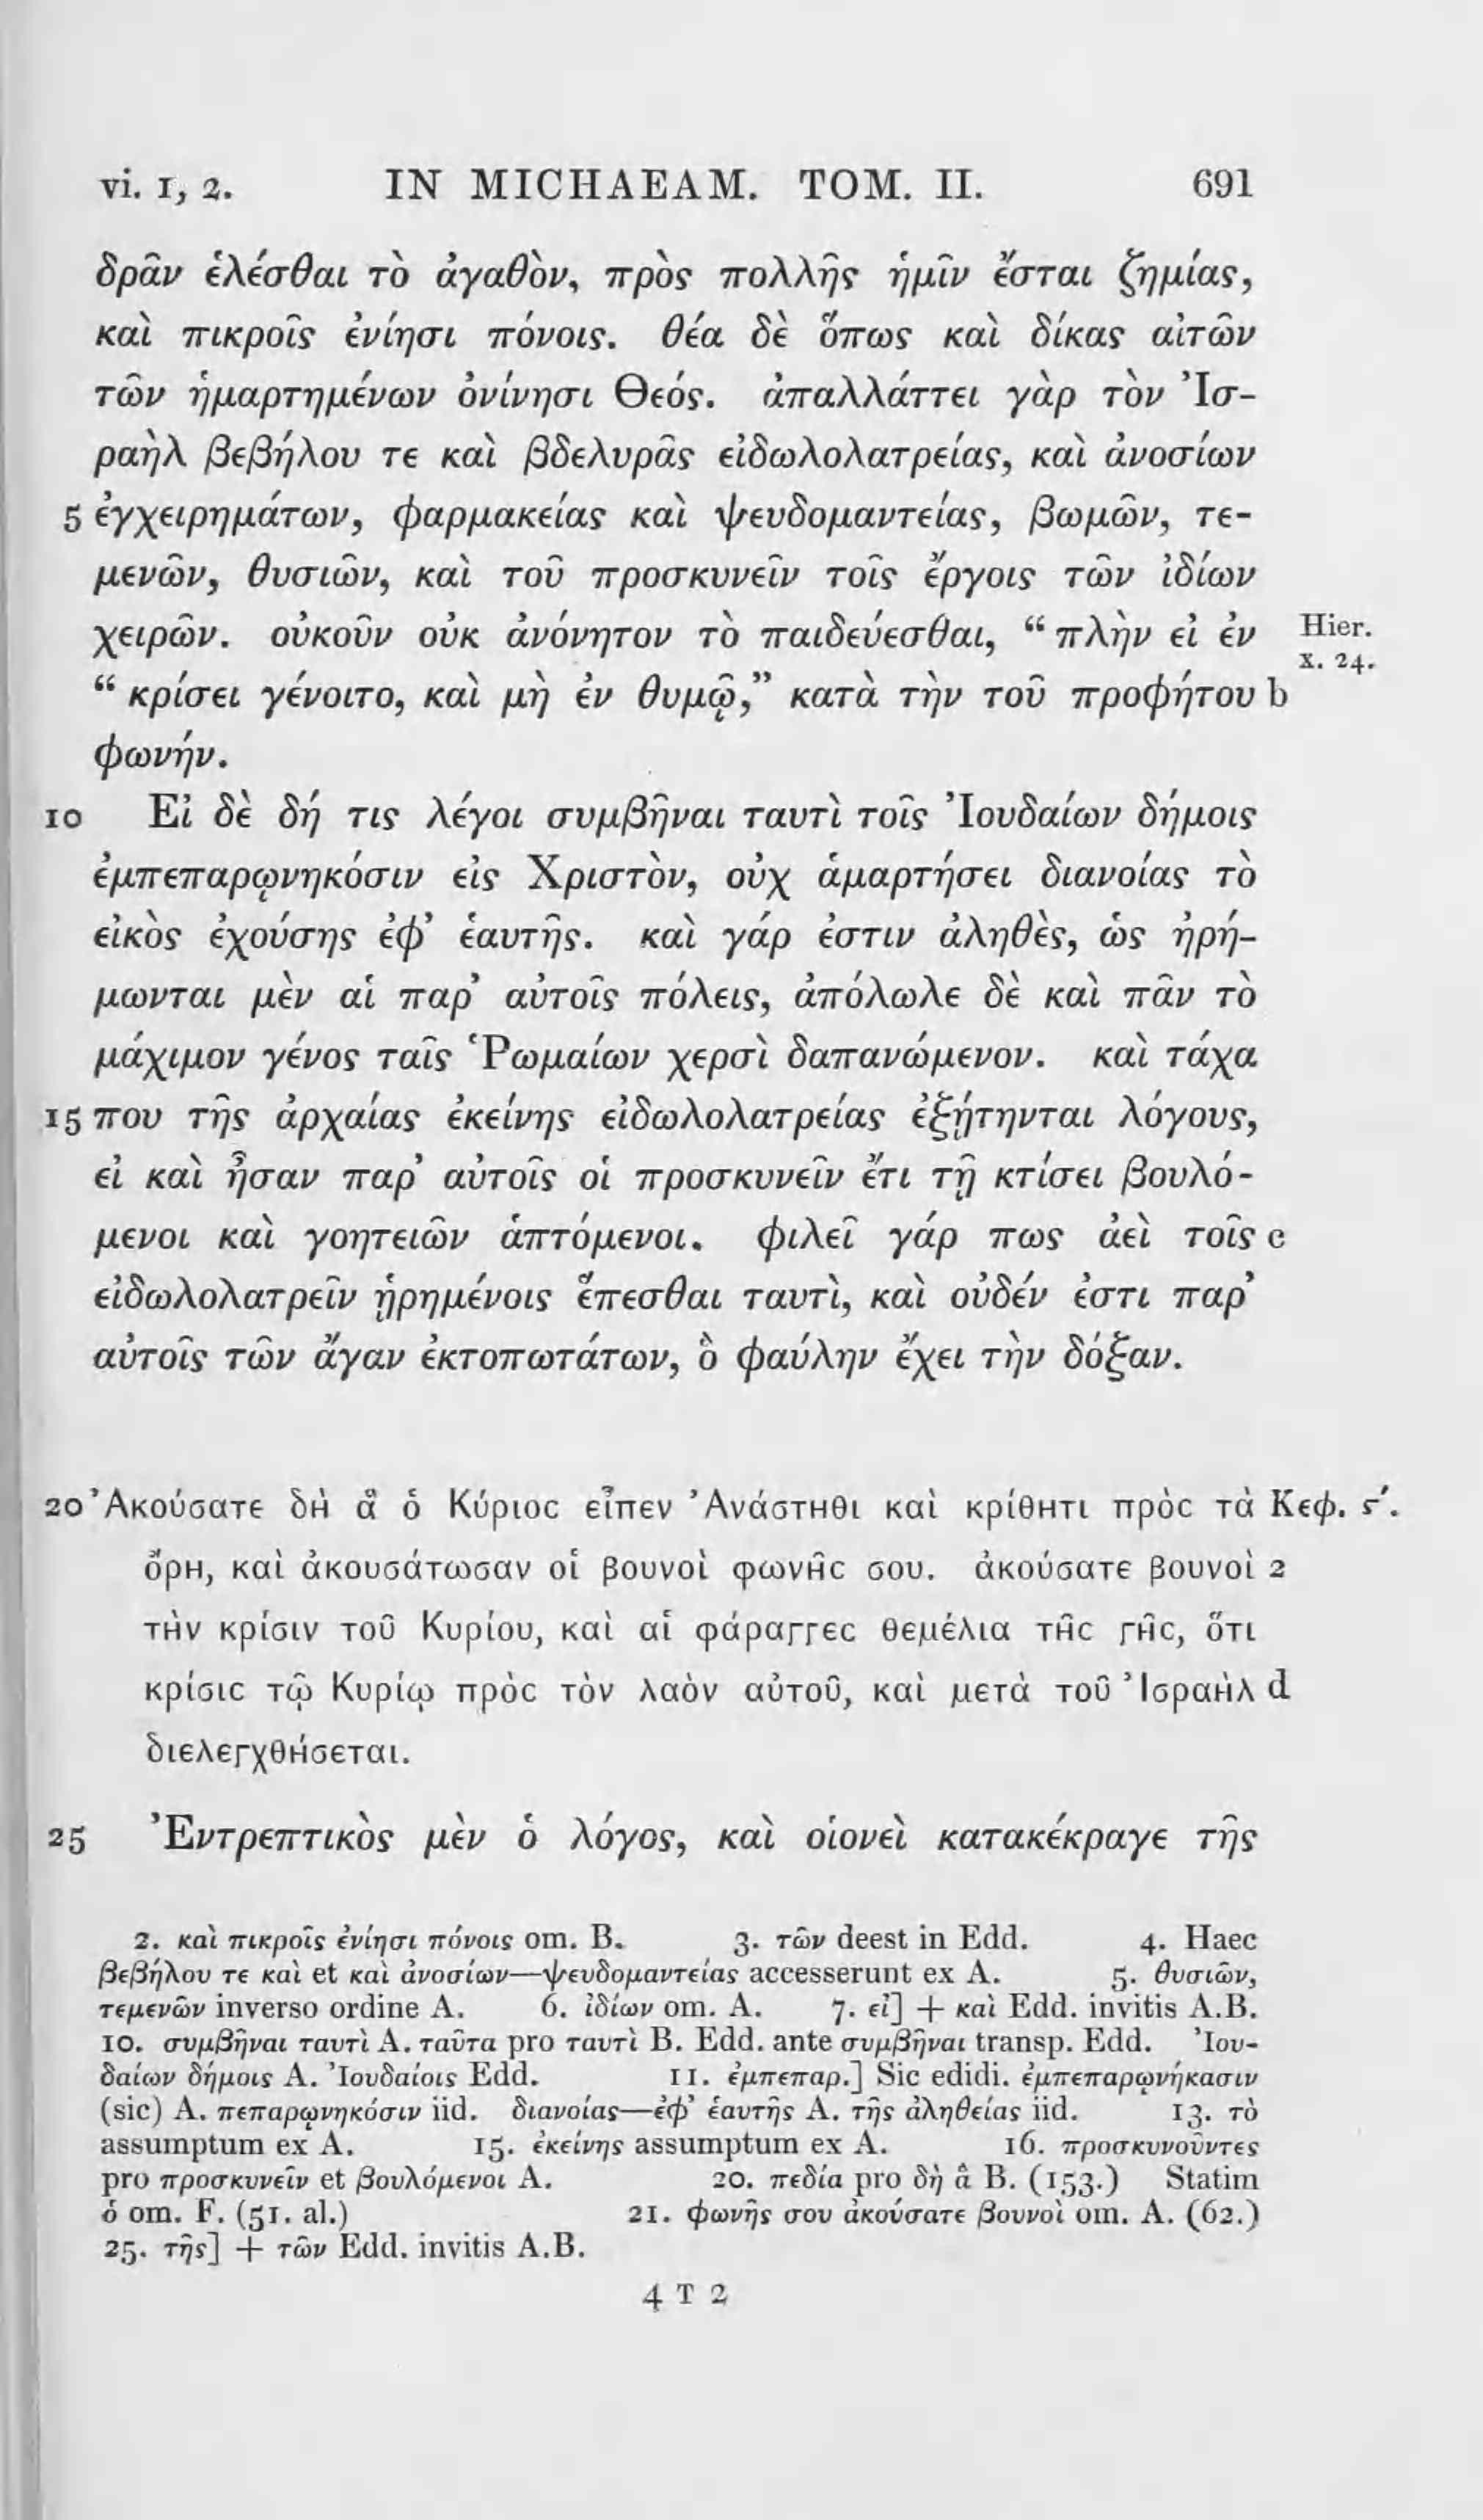 vi. 1, 2. IN MICHAEAM. TOM. II. 691
δρᾶν ἑλέσθαι τὸ ἀγαθὸν, πρὸς πολλῆς ἡμῖν ἔσται ζημίας,
καὶ πικροῖς ἐνίησι πόνοις. θέα δὲ ὅπως καὶ δίκας αἰτῶν
τῶν ἡμαρτημένων ὀνίνησι Θεός. ἀπαλλάττει γὰρ τὸν Ἰσ-
ραὴλ βεβήλου τε καὶ βδελυρᾶς εἰδωλολατρείας, καὶ ἀνοσίων
5 ἐγχειρημάτων, φαρμακείας καὶ ψευδομαντείας, βωμῶν, τε-
μενῶν, θυσιῶν, καὶ τοῦ προσκυνεῖν τοῖς ἔργοις τῶν ἰδίων
χειρῶν. οὐκοῦν οὐκ ἀνόνητον τὸ παιδεύεσθαι, “ πλὴν εἰ ἐν Hier. x. 24.
“ κρίσει γένοιτο, καὶ μὴ ἐν θυμῷ,” κατὰ τὴν τοῦ προφήτου b
φωνήν.
10 Εἰ δὲ δή τις λέγοι συμβῆναι ταυτὶ τοῖς Ἰουδαίων δήμοις
ἐμπεπαρῳνηκόσιν εἰς Χριστὸν, οὐχ ἁμαρτήσει διανοίας τὸ
εἰκὸς ἐχούσης ἐφ’ ἑαυτῆς. καὶ γάρ ἐστιν ἀληθὲς, ὡς ἠρή-
μωνται μὲν αἱ παρ’ αὐτοῖς πόλεις, ἀπόλωλε δὲ καὶ πᾶν τὸ
μάχιμον γένος ταῖς Ῥωμαίων χερσὶ δαπανώμενον. καὶ τάχα
15 που τῆς ἀρχαίας ἐκείνης εἰδωλολατρείας ἐξῄτηνται λόγους,
εἰ καὶ ἦσαν παρ’ αὐτοῖς οἱ προσκυνεῖν ἔτι τῇ κτίσει βουλό-
μενοι καὶ γοητειῶν ἁπτόμενοι. φιλεῖ γάρ πως ἀεὶ τοῖς c
εἰδωλολατρεῖν ᾑρημένοις ἕπεσθαι ταυτὶ, καὶ οὐδέν ἐστι παρ’
αὐτοῖς τῶν ἄγαν ἐκτοπωτάτων, ὃ φαύλην ἔχει τὴν δόξαν.
20 Ἀκούσατε δὴ ἃ ὁ Κύριος εἶπεν Ἀνάστηθι καὶ κρίθητι πρὸς τὰ Κεφ. ϛʹ.
ὄρη, καὶ ἀκουσάτωσαν οἱ βουνοὶ φωνῆς σου. ἀκούσατε βουνοὶ 2
τὴν κρίσιν τοῦ Κυρίου, καὶ αἱ φάραγγες θεμέλια τῆς γῆς, ὅτι
κρίσις τῷ Κυρίῳ πρὸς τὸν λαὸν αὐτοῦ, καὶ μετὰ τοῦ Ἰσραὴλ d
διελεγχθήσεται.
25 Ἐντρεπτικὸς μὲν ὁ λόγος, καὶ οἱονεὶ κατακέκραγε τῆς
2. καὶ πικροῖς ἐνίησι πόνοις om. B. 3. τῶν deest in Edd. 4. Haec
βεβήλου τε καὶ et καὶ ἀνοσίων—ψευδομαντείας accesserunt ex A. 5. θυσιῶν,
τεμενῶν inverso ordine A. 6. ἰδίων om. A. 7. εἰ] + καὶ Edd. invitis A.B.
10. συμβῆναι ταυτὶ A. ταῦτα pro ταυτὶ B. Edd. ante συμβῆναι transp. Edd. Ἰου-
δαίων δήμοις A. Ἰουδαίοις Edd. 11. ἐμπεπαρ.] Sic edidi. ἐμπεπαρῳνήκασιν
(sic) A. πεπαρῳνηκόσιν iid. διανοίας—ἐφ’ ἑαυτῆς A. τῆς ἀληθείας iid. 13. τὸ
assumptum ex A. 15. ἐκείνης assumptum ex A. 16. προσκυνοῦντες
pro προσκυνεῖν et βουλόμενοι A. 20. πεδία pro δὴ ἃ B. (153.) Statim
ὁ om. F. (51. al.) 21. φωνῆς σου ἀκούσατε βουνοὶ om. A. (62.)
25. τῆς] + τῶν Edd. invitis A.B.
4 T 2